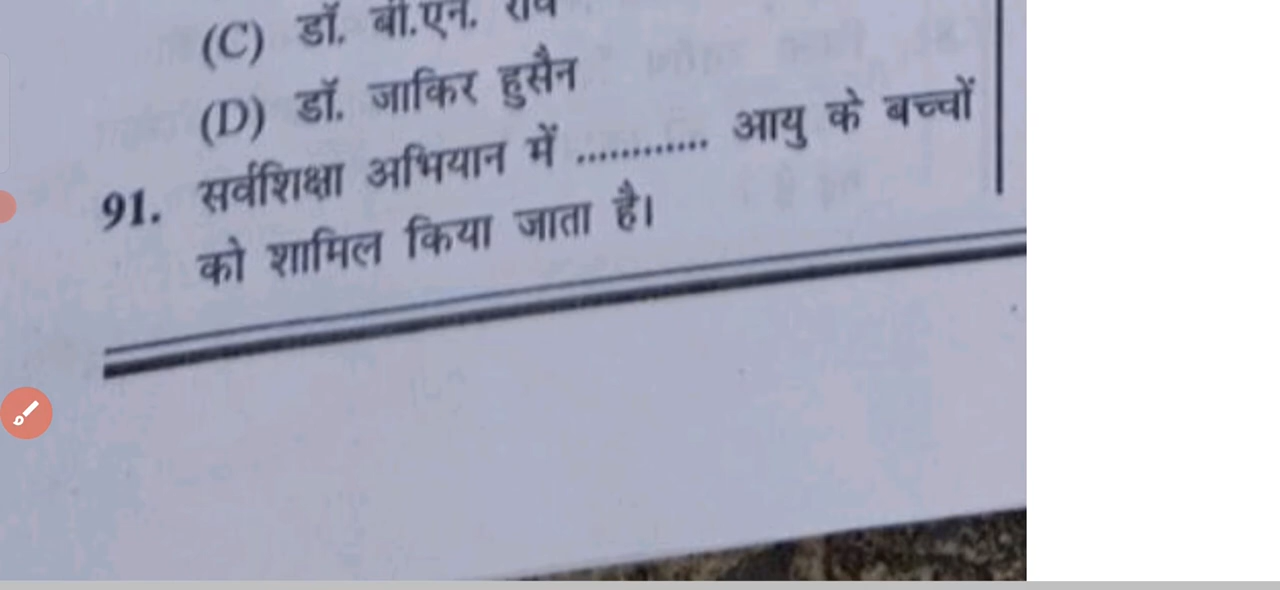 (C) डॉ. बी.एन. राव
(D) डॉ. जाकिर हुसैन
91. सर्वशिक्षा अभियान में ............ आयु के बच्चों
को शामिल किया जाता है।